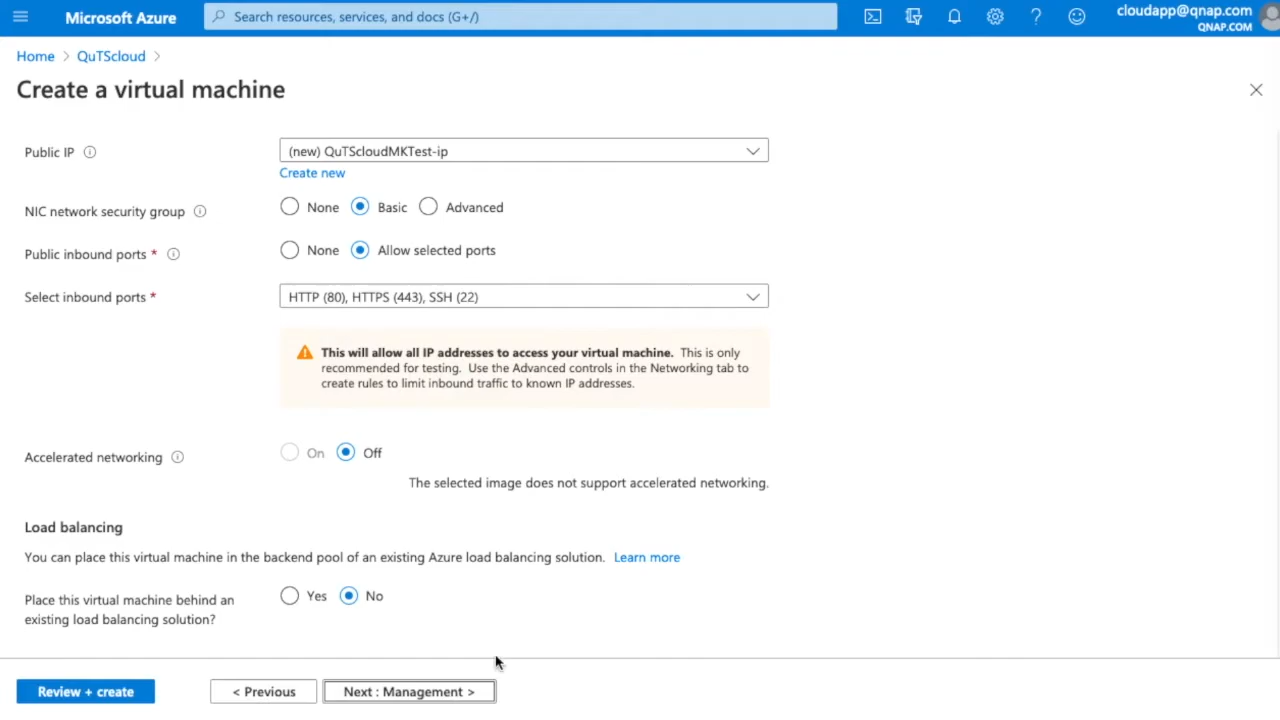 Microsoft Azure
Search resources, services, and docs (G+/)
cloudapp@qnap.com
QNAP.COM
Home > QuTScloud >
Create a virtual machine
Public IP
(new) QuTScloudMKTest-ip
Create new
NIC network security group
None Basic Advanced
Public inbound ports *
None Allow selected ports
Select inbound ports *
HTTP (80), HTTPS (443), SSH (22)
This will allow all IP addresses to access your virtual machine. This is only
recommended for testing. Use the Advanced controls in the Networking tab to
create rules to limit inbound traffic to known IP addresses.
Accelerated networking
On Off
The selected image does not support accelerated networking.
Load balancing
You can place this virtual machine in the backend pool of an existing Azure load balancing solution. Learn more
Place this virtual machine behind an
existing load balancing solution?
Yes No
Review + create
< Previous
Next : Management >